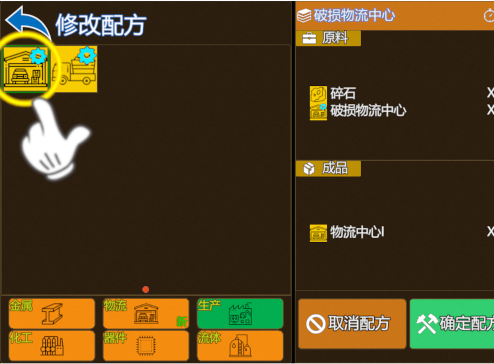 修改配方
破损物流中心
原料
碎石 X
破损物流中心 X
成品
物流中心I X
金属
物流
新
生产
化工
器件
流体
取消配方
确定配方